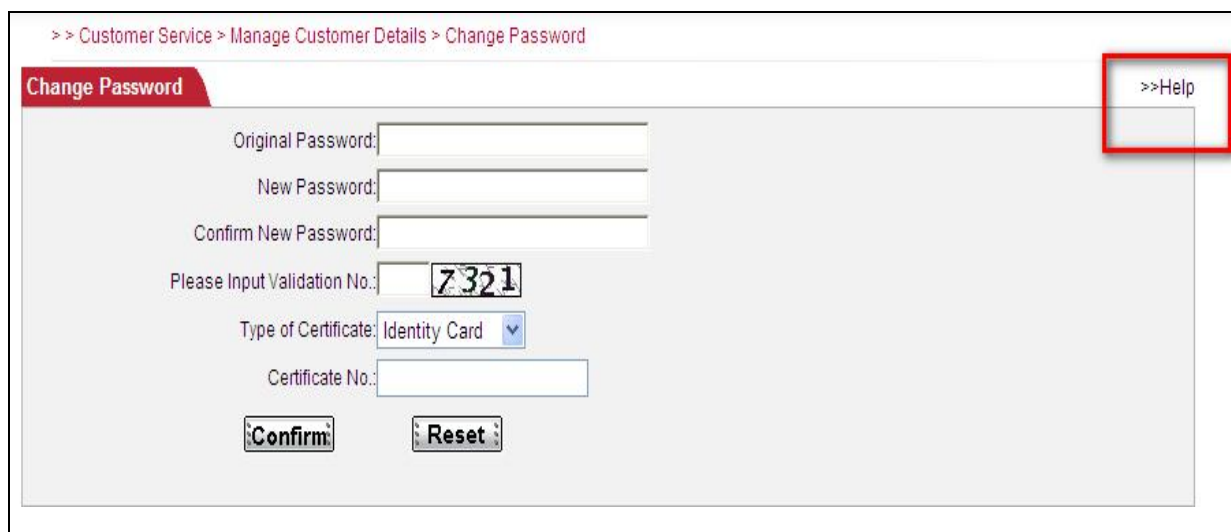 > > Customer Service > Manage Customer Details > Change Password
Change Password
>>Help
Original Password:
New Password:
Confirm New Password:
Please Input Validation No.: 7321
Type of Certificate: Identity Card
Certificate No.:
Confirm Reset